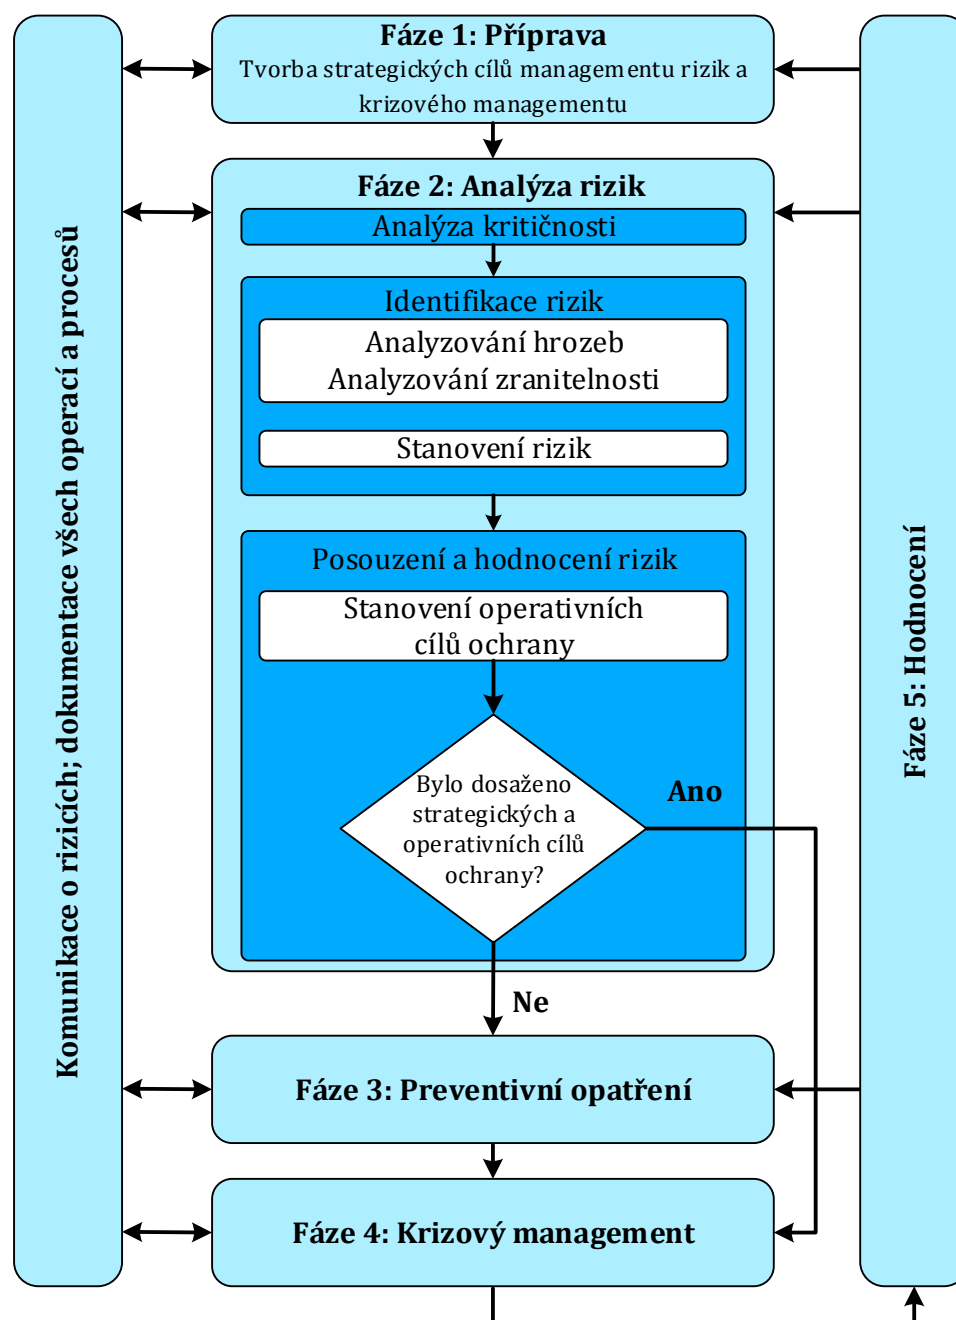 Fáze 1: Příprava
Tvorba strategických cílů managementu rizik a
krizového managementu
Fáze 2: Analýza rizik
Analýza kritičnosti
Identifikace rizik
Analyzování hrozeb
Analyzování zranitelnosti
Stanovení rizik
Posouzení a hodnocení rizik
Stanovení operativních
cílů ochrany
Bylo dosaženo
strategických a
operativních cílů
ochrany?
Ano
Ne
Fáze 3: Preventivní opatření
Fáze 4: Krizový management
Komunikace o rizicích; dokumentace všech operací a procesů
Fáze 5: Hodnocení